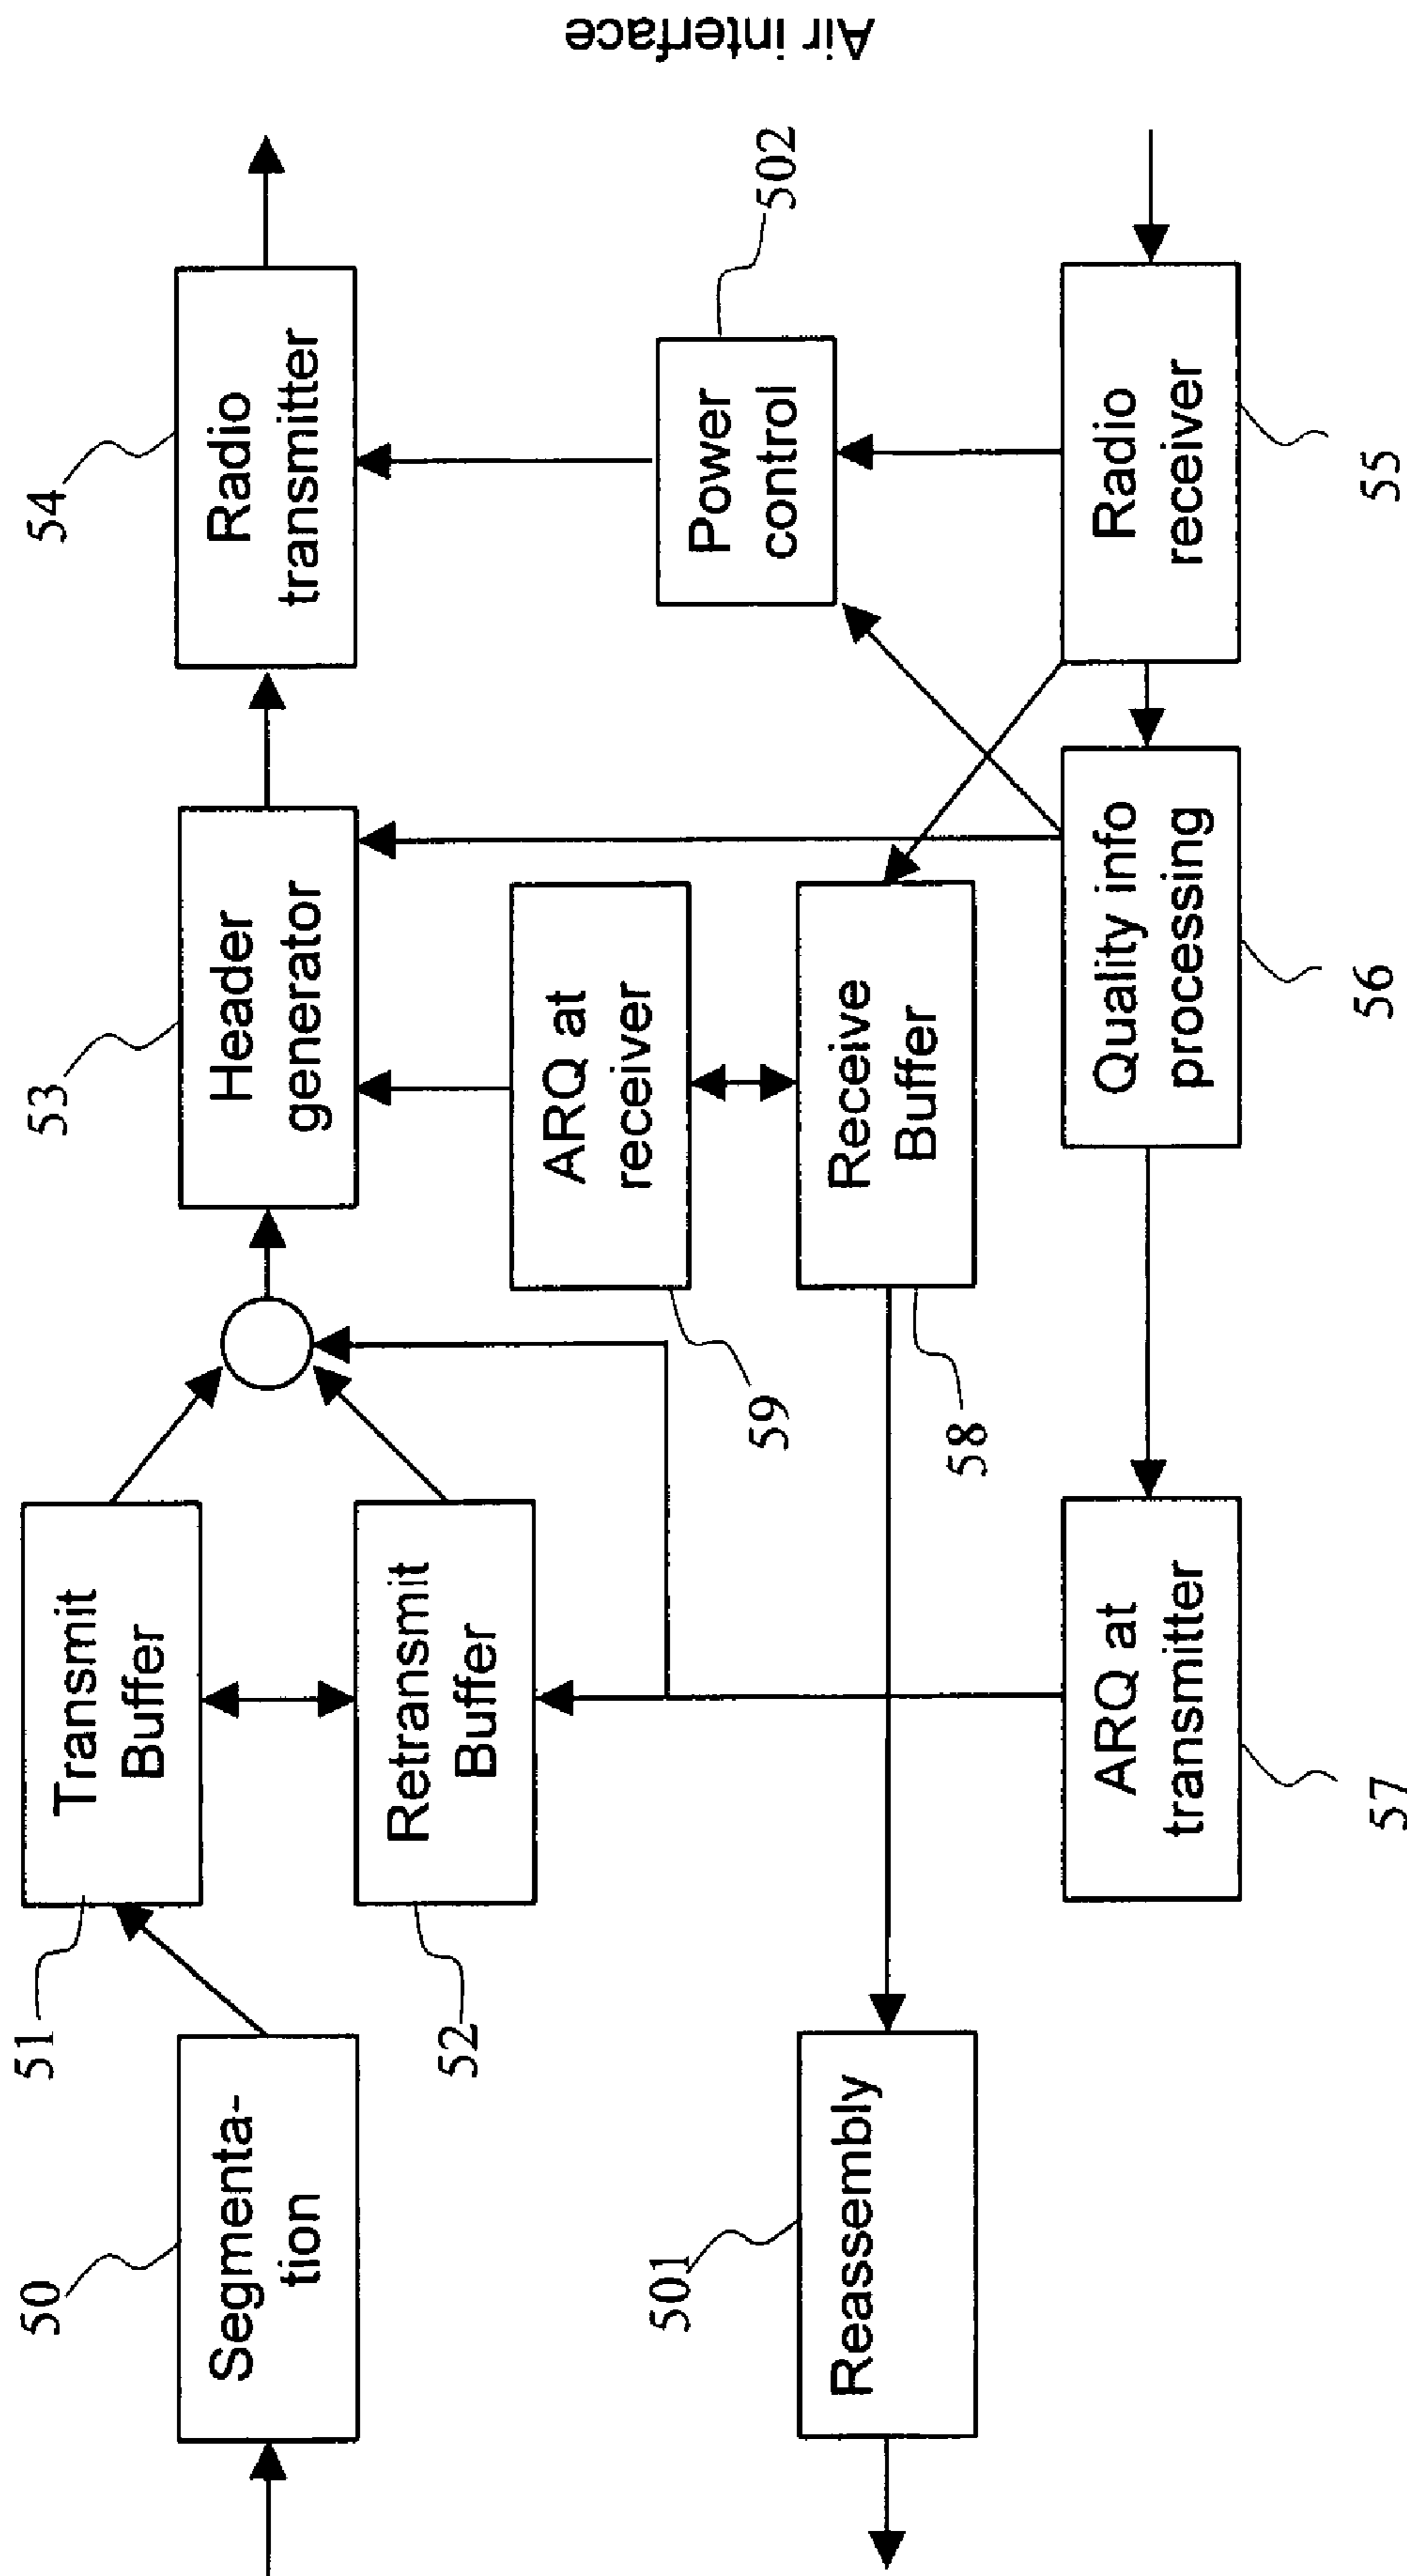 50
Segmenta-
tion
51
Transmit
Buffer
52
Retransmit
Buffer
53
Header
generator
54
Radio
transmitter
Air interface
59
ARQ at
receiver
502
Power
control
501
Reassembly
58
Receive
Buffer
57
ARQ at
transmitter
56
Quality info
processing
55
Radio
receiver